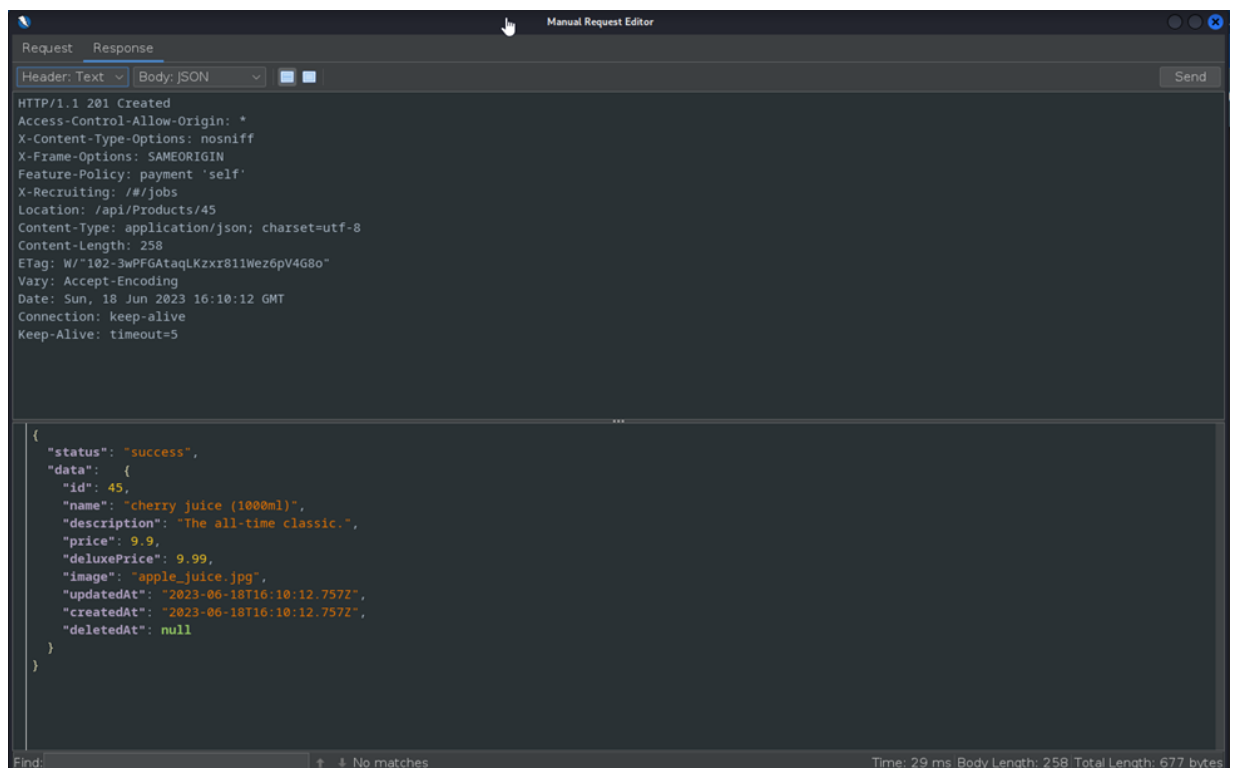 Manual Request Editor
Request Response
Header: Text Body: JSON Send
HTTP/1.1 201 Created
Access-Control-Allow-Origin: *
X-Content-Type-Options: nosniff
X-Frame-Options: SAMEORIGIN
Feature-Policy: payment 'self'
X-Recruiting: /#/jobs
Location: /api/Products/45
Content-Type: application/json; charset=utf-8
Content-Length: 258
ETag: W/"102-3wPFGAtaqLKzxr811Wez6pV4G8o"
Vary: Accept-Encoding
Date: Sun, 18 Jun 2023 16:10:12 GMT
Connection: keep-alive
Keep-Alive: timeout=5
{
"status": "success",
"data": {
"id": 45,
"name": "cherry juice (1000ml)",
"description": "The all-time classic.",
"price": 9.9,
"deluxePrice": 9.99,
"image": "apple_juice.jpg",
"updatedAt": "2023-06-18T16:10:12.757Z",
"createdAt": "2023-06-18T16:10:12.757Z",
"deletedAt": null
}
}
Find: No matches Time: 29 ms Body Length: 258 Total Length: 677 bytes